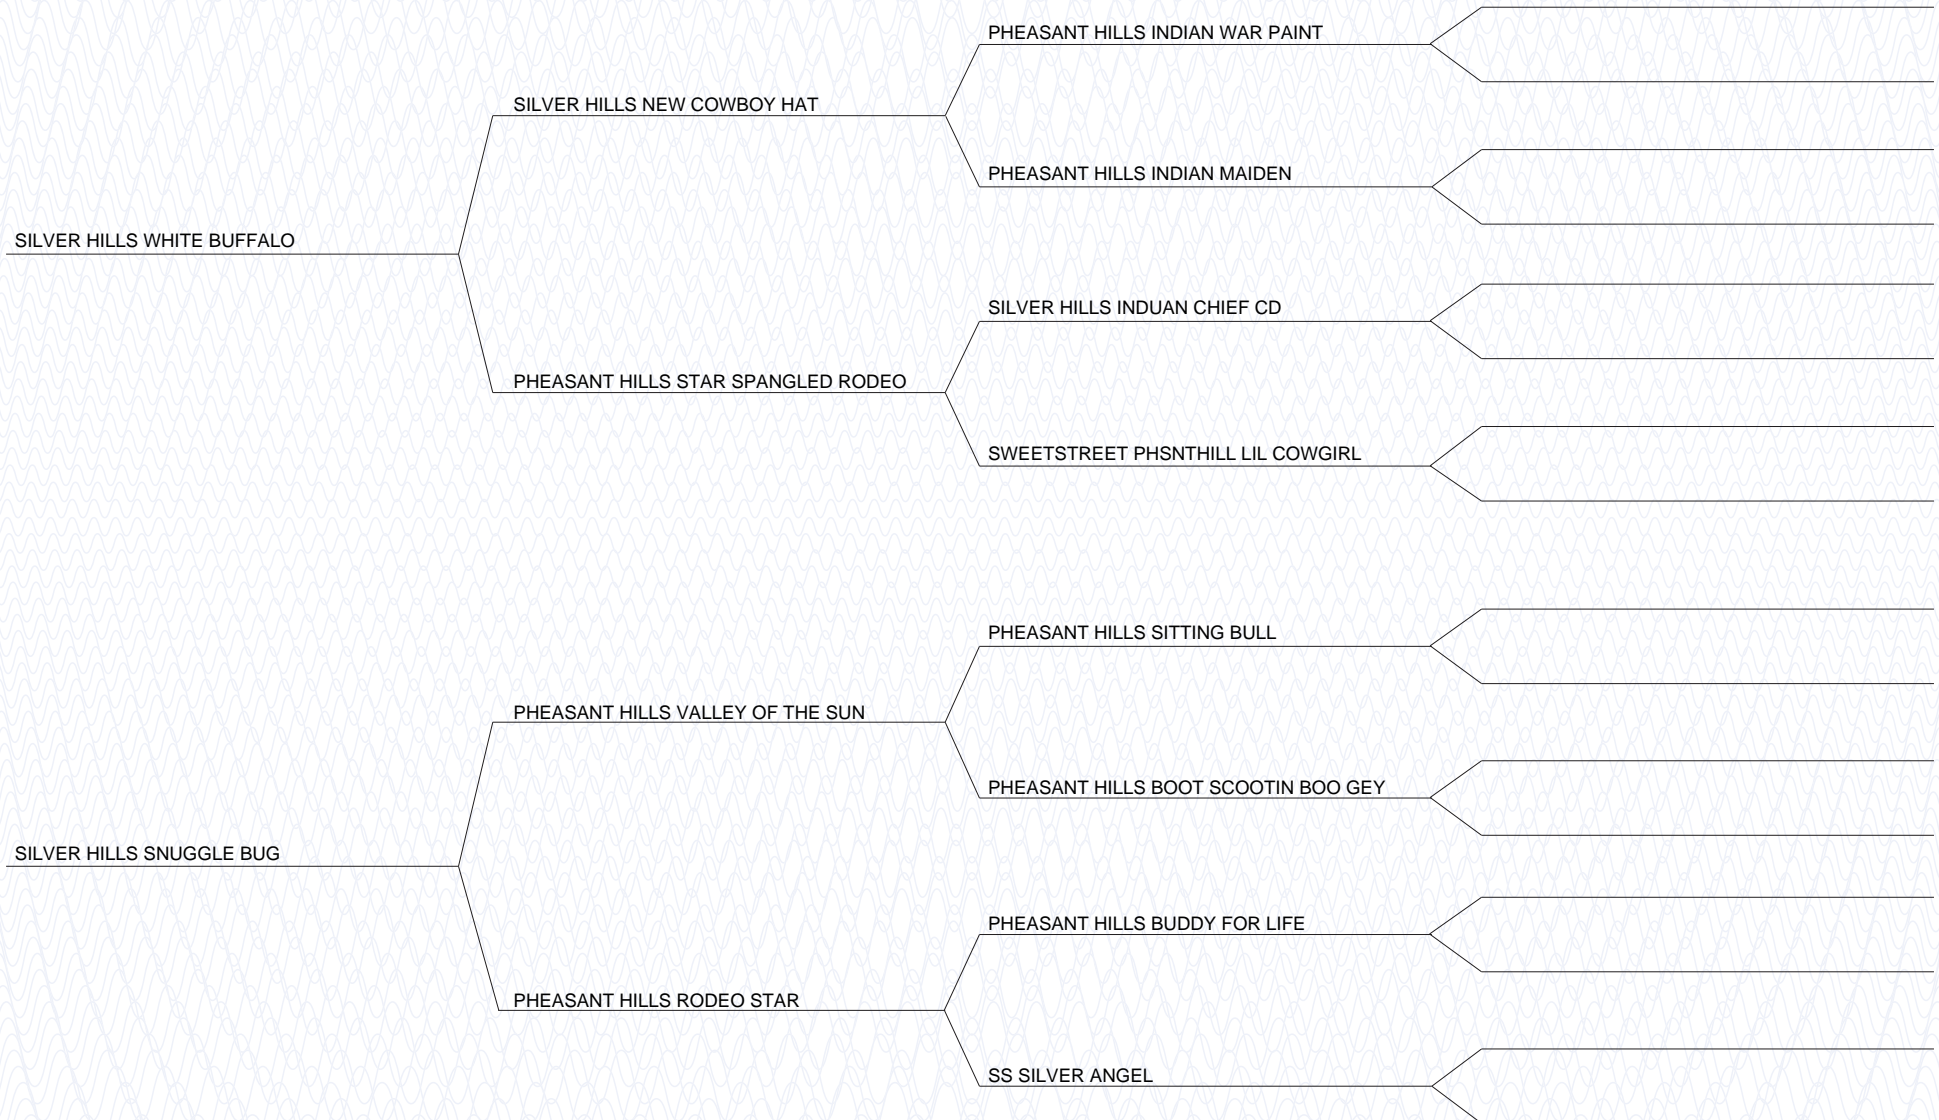 PHEASANT HILLS INDIAN WAR PAINT
SILVER HILLS NEW COWBOY HAT
PHEASANT HILLS INDIAN MAIDEN
SILVER HILLS WHITE BUFFALO
SILVER HILLS INDUAN CHIEF CD
PHEASANT HILLS STAR SPANGLED RODEO
SWEETSTREET PHSNTHILL LIL COWGIRL
PHEASANT HILLS SITTING BULL
PHEASANT HILLS VALLEY OF THE SUN
PHEASANT HILLS BOOT SCOOTIN BOO GEY
SILVER HILLS SNUGGLE BUG
PHEASANT HILLS BUDDY FOR LIFE
PHEASANT HILLS RODEO STAR
SS SILVER ANGEL